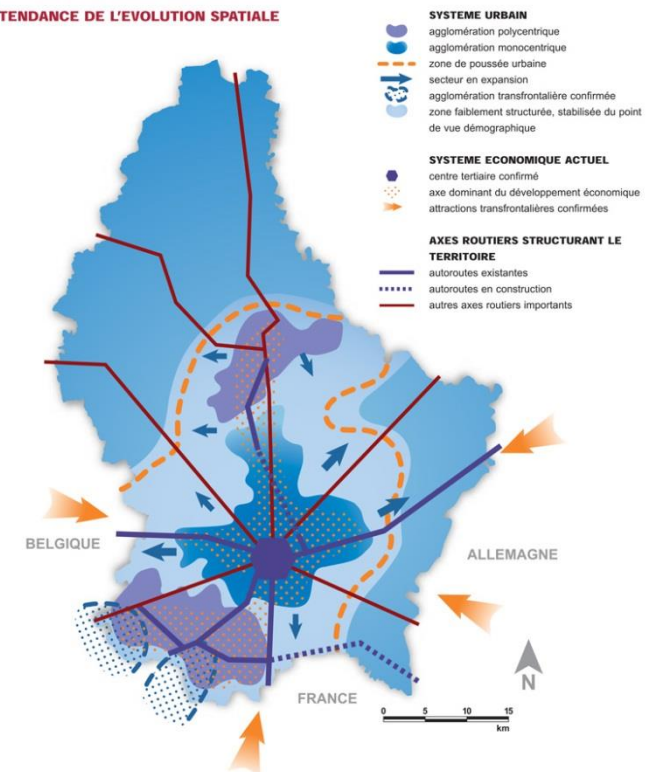 TENDANCE DE L'EVOLUTION SPATIALE
SYSTEME URBAIN
agglomération polycentrique
agglomération monocentrique
zone de poussée urbaine
secteur en expansion
agglomération transfrontalière confirmée
zone faiblement structurée, stabilisée du point
de vue démographique
SYSTEME ECONOMIQUE ACTUEL
centre tertiaire confirmé
axe dominant du développement économique
attractions transfrontalières confirmées
AXES ROUTIERS STRUCTURANT LE
TERRITOIRE
autoroutes existantes
autoroutes en construction
autres axes routiers importants
BELGIQUE
ALLEMAGNE
FRANCE
N
0 5 10 15
km